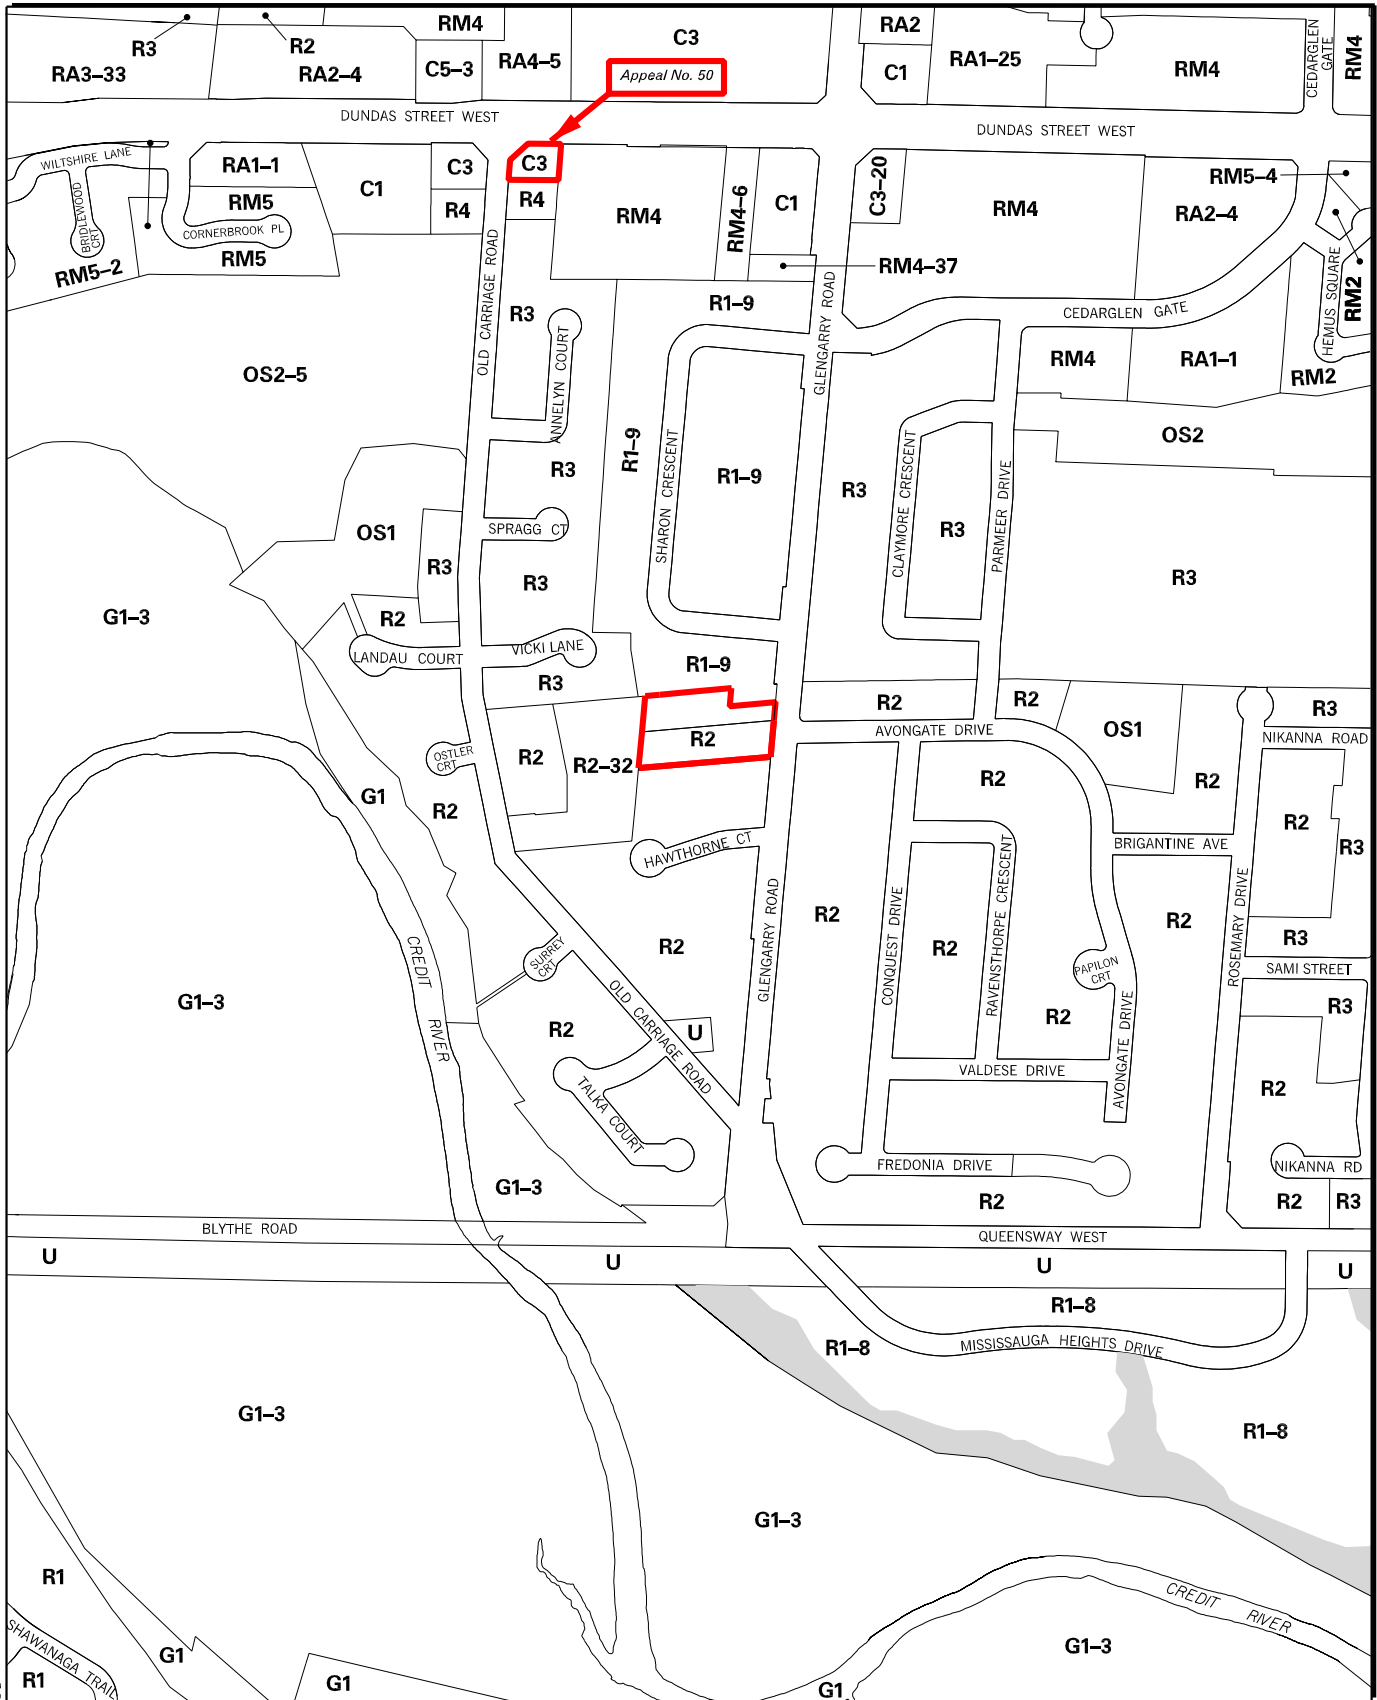 RM4
C3
RA2
R3
R2
RA3–33
RA2–4
C5–3
RA4–5
Appeal No. 50
C1
RA1–25
RM4
CEDARGLEN
GATE
RM4
DUNDAS STREET WEST
DUNDAS STREET WEST
WILTSHIRE LANE
BRIDLEWOOD
CRT
RA1–1
RM5
CORNERBROOK PL
RM5
RM5–2
C1
C3
R4
C3
R4
RM4
RM4–6
C1
C3–20
RM4
RM5–4
RA2–4
RM4–37
RM2
HEMUS SQUARE
OLD CARRIAGE ROAD
R3
ANNELYN COURT
R1–9
GLENGARRY ROAD
CEDARGLEN GATE
OS2–5
RM4
RA1–1
RM2
R3
R1–9
SHARON CRESCENT
R1–9
R3
CLAYMORE CRESCENT
R3
PARMEER DRIVE
OS2
OS1
R3
SPRAGG CT
R3
R3
G1–3
R2
LANDAU COURT
VICKI LANE
R3
R1–9
R2
R2
AVONGATE DRIVE
R2
OS1
R3
NIKANNA ROAD
OSTLER
CRT
R2
R2–32
R2
R2
G1
R2
R2
R3
HAWTHORNE CT
BRIGANTINE AVE
RAVENSTHORPE CRESCENT
CONQUEST DRIVE
ROSEMARY DRIVE
GLENGARRY ROAD
R2
R2
R2
R2
R3
CREDIT
RIVER
SURREY
CRT
PAPILON
CRT
SAMI STREET
G1–3
OLD CARRIAGE ROAD
R2
U
R2
AVONGATE DRIVE
R3
VALDESE DRIVE
TALKA COURT
R2
FREDONIA DRIVE
NIKANNA RD
G1–3
R2
R2
R3
BLYTHE ROAD
QUEENSWAY WEST
U
U
U
U
R1–8
R1–8
MISSISSAUGA HEIGHTS DRIVE
G1–3
R1–8
G1–3
R1
CREDIT RIVER
SHAWANAGA TRAIL
G1
G1–3
R1
G1
G1